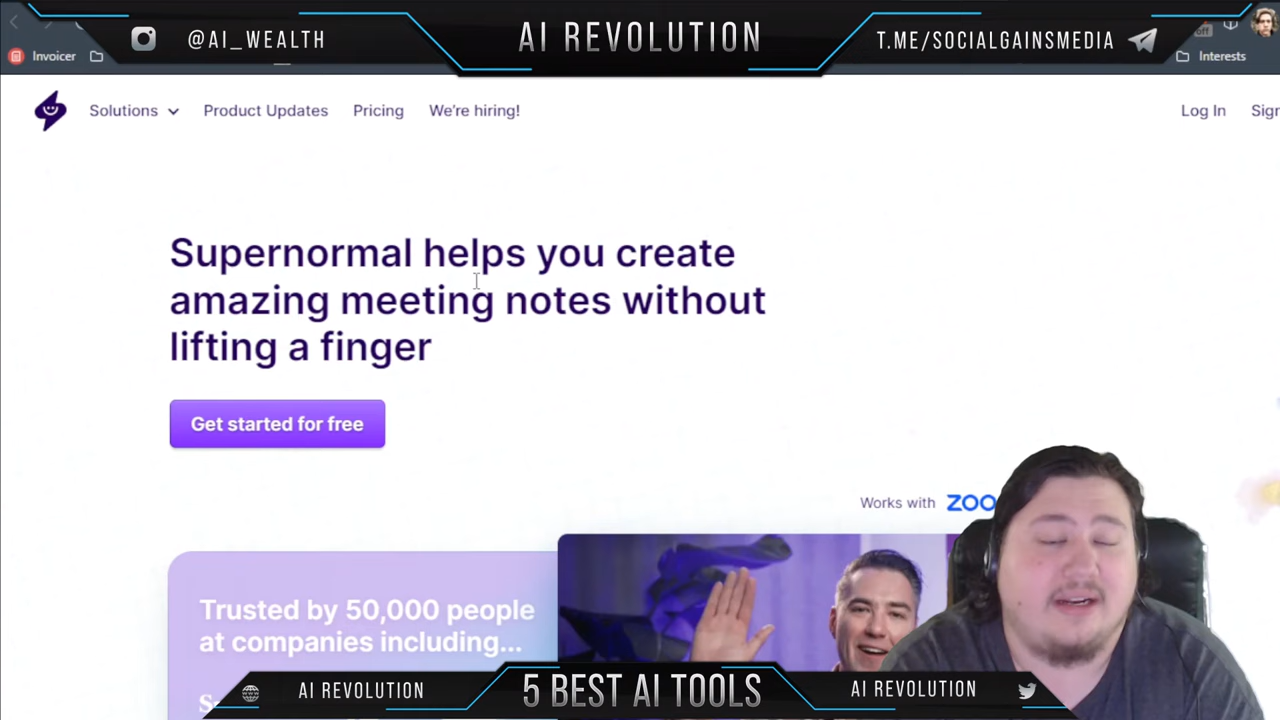 @AI_WEALTH
AI REVOLUTION
T.ME/SOCIALGAINSMEDIA
off
Invoicer
Interests
Solutions
Product Updates
Pricing
We're hiring!
Log In
Supernormal helps you create
amazing meeting notes without
lifting a finger
Get started for free
Works with
Trusted by 50,000 people
at companies including...
AI REVOLUTION
5 BEST AI TOOLS
AI REVOLUTION